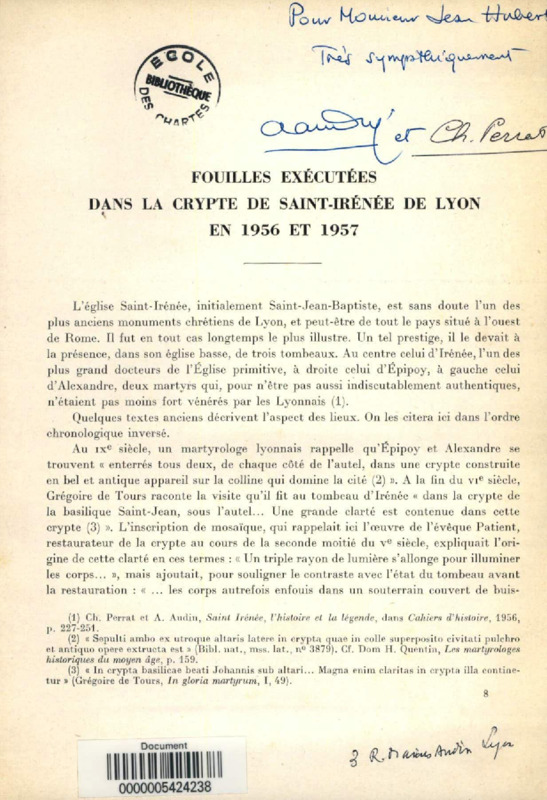 Pour Monsieur Jean Hubert
Très sympathiquement
et Ch. Perrat
ÉCOLE
BIBLIOTHÈQUE
DES CHARTES
FOUILLES EXÉCUTÉES
DANS LA CRYPTE DE SAINT-IRÉNÉE DE LYON
EN 1956 ET 1957
L'église Saint-Irénée, initialement Saint-Jean-Baptiste, est sans doute l'un des
plus anciens monuments chrétiens de Lyon, et peut-être de tout le pays situé à l'ouest
de Rome. Il fut en tout cas longtemps le plus illustre. Un tel prestige, il le devait à
la présence, dans son église basse, de trois tombeaux. Au centre celui d'Irénée, l'un des
plus grand docteurs de l'Église primitive, à droite celui d'Épipoy, à gauche celui
d'Alexandre, deux martyrs qui, pour n'être pas aussi indiscutablement authentiques,
n'étaient pas moins fort vénérés par les Lyonnais (1).
Quelques textes anciens décrivent l'aspect des lieux. On les citera ici dans l'ordre
chronologique inversé.
Au IXe siècle, un martyrologe lyonnais rappelle qu'Épipoy et Alexandre se
trouvent « enterrés tous deux, de chaque côté de l'autel, dans une crypte construite
en bel et antique appareil sur la colline qui domine la cité (2) ». A la fin du VIe siècle,
Grégoire de Tours raconte la visite qu'il fit au tombeau d'Irénée « dans la crypte de
la basilique Saint-Jean, sous l'autel... Une grande clarté est contenue dans cette
crypte (3) ». L'inscription de mosaïque, qui rappelait ici l'œuvre de l'évêque Patient,
restaurateur de la crypte au cours de la seconde moitié du Ve siècle, expliquait l'ori-
gine de cette clarté en ces termes : « Un triple rayon de lumière s'allonge pour illuminer
les corps... », mais ajoutait, pour souligner le contraste avec l'état du tombeau avant
la restauration : « ... les corps autrefois enfouis dans un souterrain couvert de buis-
(1) Ch. Perrat et A. Audin, Saint Irénée, l'histoire et la légende, dans Cahiers d'histoire, 1956,
p. 227-251.
(2) « Sepulti ambo ex utroque altaris latere in crypta quae in colle superposito civitati pulchro
et antiquo opere extructa est » (Bibl. nat., mss. lat., nº 3879). Cf. Dom H. Quentin, Les martyrologes
historiques du moyen âge, p. 159.
(3) « In crypta basilicae beati Johannis sub altari... Magna enim claritas in crypta illa contine-
tur » (Grégoire de Tours, In gloria martyrum, I, 49).
8
Document
0000005424238
3 R. Marius Audin Lyon